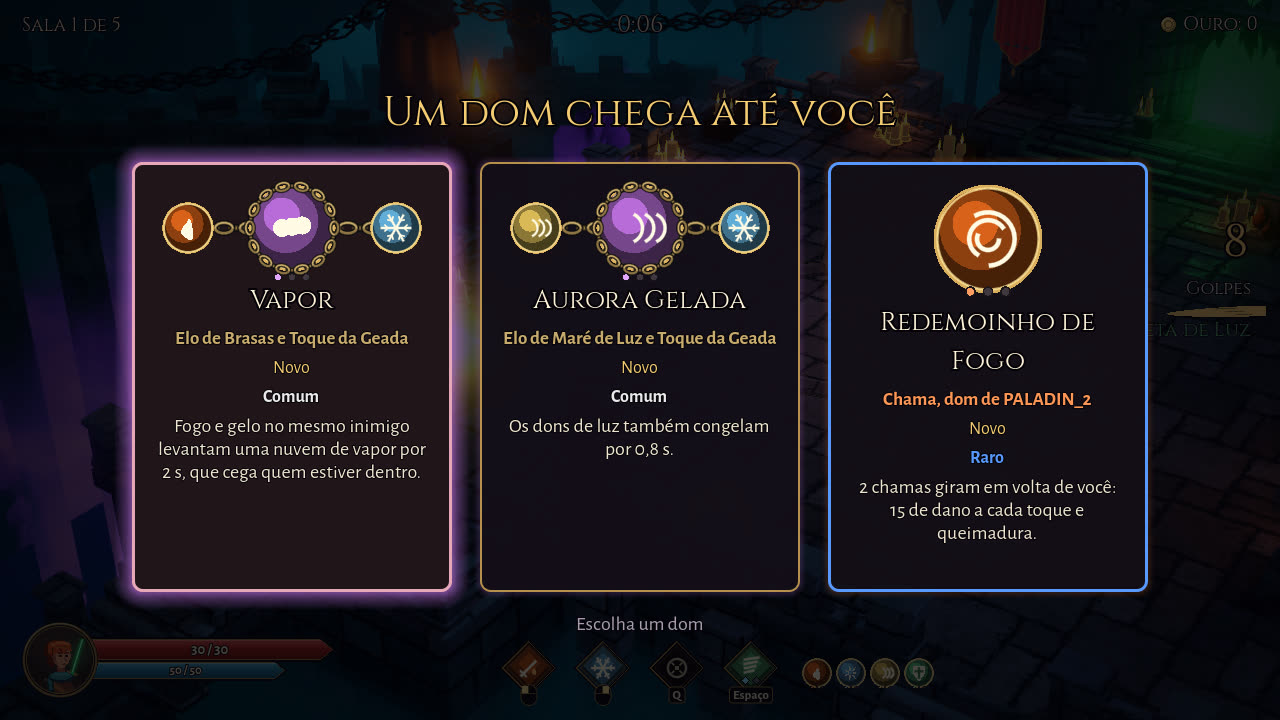 Sala 1 de 5
0:06
Ouro: 0
Um dom chega até você
Vapor
Elo de Brasas e Toque da Geada
Novo
Comum
Fogo e gelo no mesmo inimigo
levantam uma nuvem de vapor por
2 s, que cega quem estiver dentro.
Aurora Gelada
Elo de Maré de Luz e Toque da Geada
Novo
Comum
Os dons de luz também congelam
por 0,8 s.
Redemoinho de
Fogo
Chama, dom de PALADIN_2
Novo
Raro
2 chamas giram em volta de você:
15 de dano a cada toque e
queimadura.
8
Golpes
eta de Luz
Escolha um dom
30 / 30
50 / 50
Q
Espaço